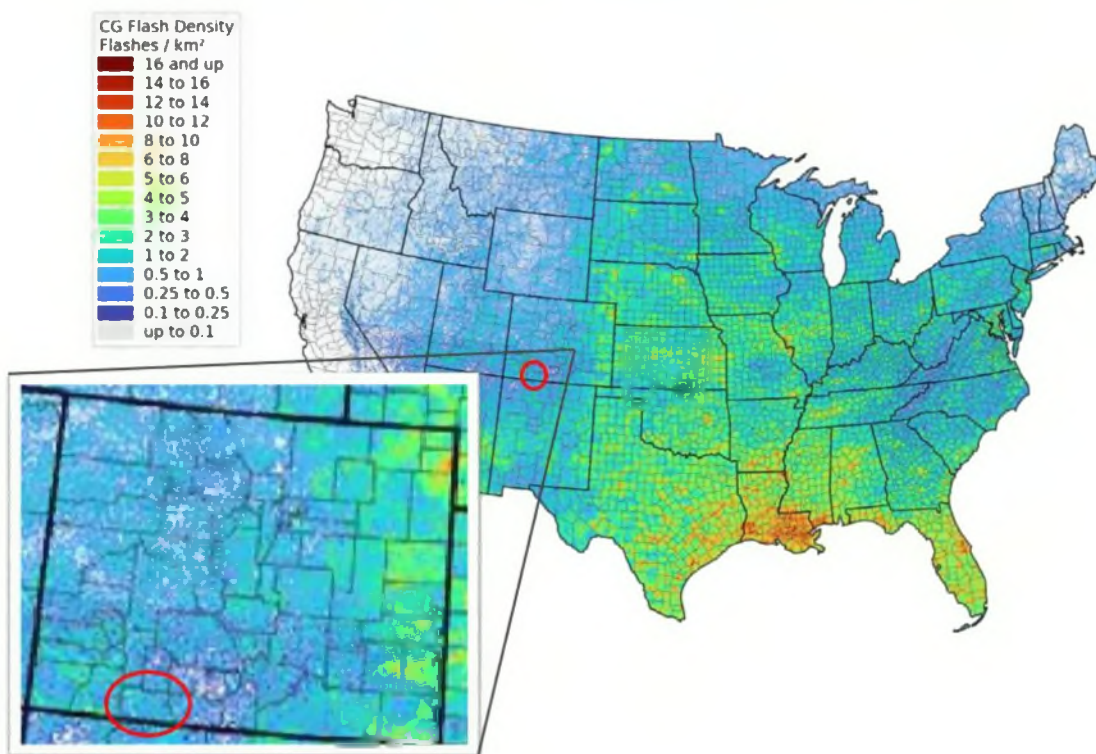 CG Flash Density
Flashes / km²
16 and up
14 to 16
12 to 14
10 to 12
8 to 10
6 to 8
5 to 6
4 to 5
3 to 4
2 to 3
1 to 2
0.5 to 1
0.25 to 0.5
0.1 to 0.25
up to 0.1